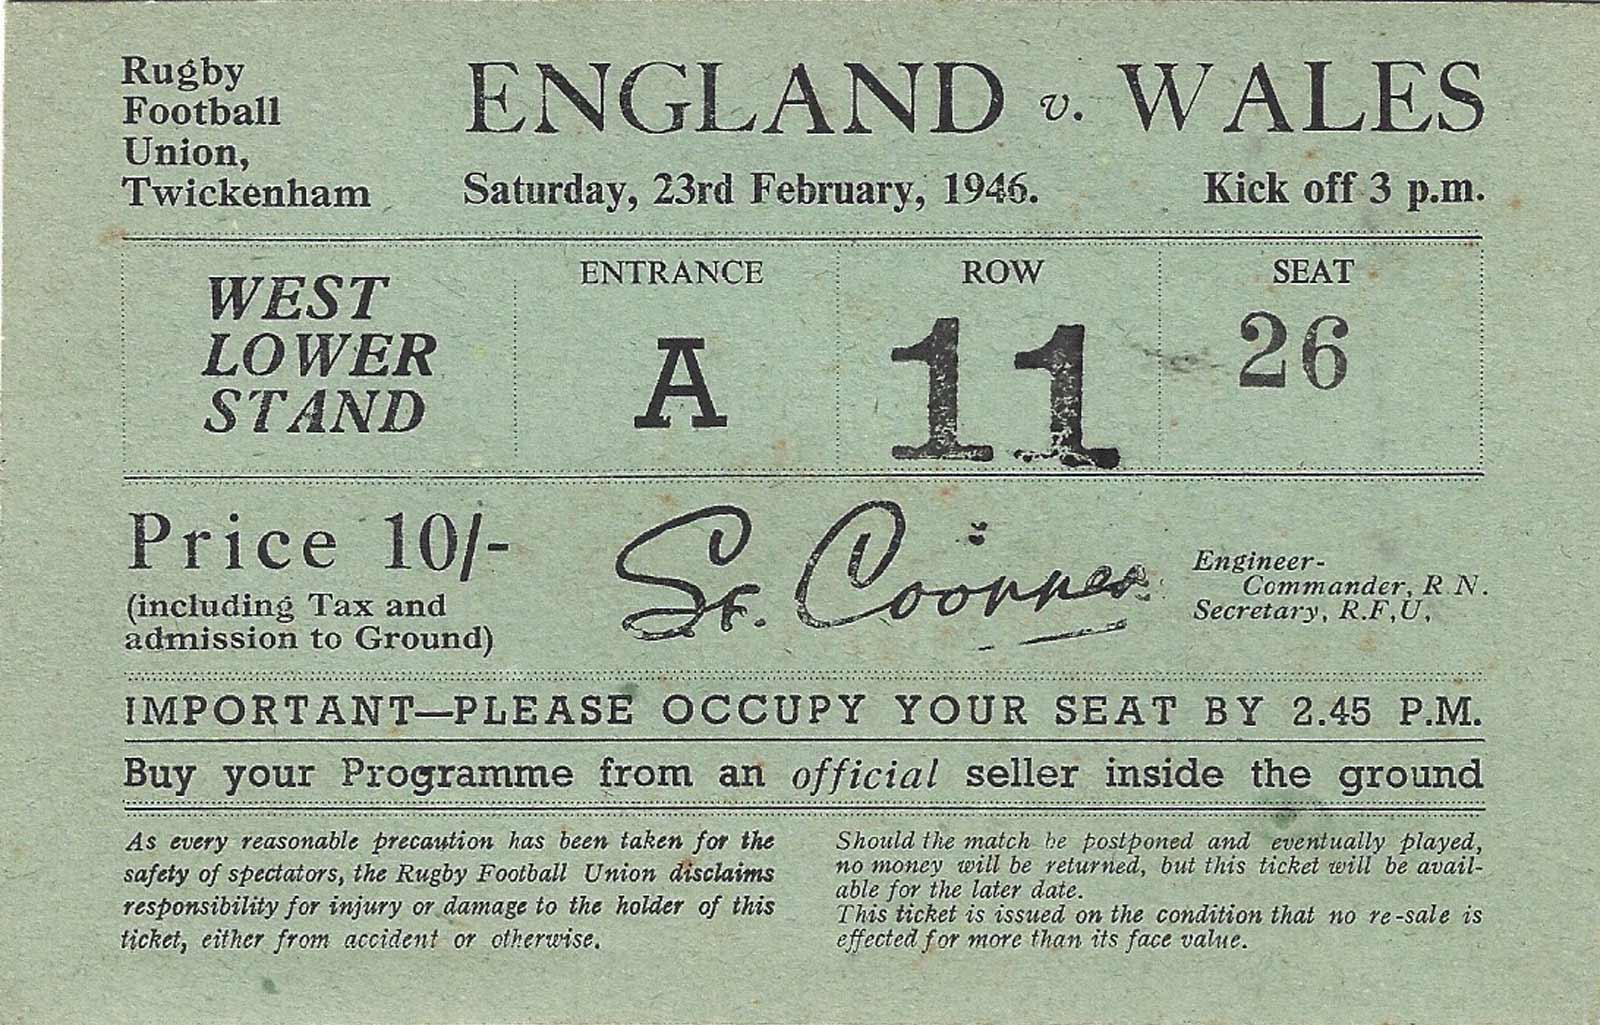 Rugby
Football
Union,
Twickenham
ENGLAND v. WALES
Saturday, 23rd February, 1946. Kick off 3 p.m.
WEST
LOWER
STAND
ENTRANCE
A
ROW
11
SEAT
26
Price 10/-
(including Tax and
admission to Ground)
Engineer-
Commander, R N.
Secretary, R.F,U,
IMPORTANT—PLEASE OCCUPY YOUR SEAT BY 2.45 P.M.
Buy your Programme from an official seller inside the ground
As every reasonable precaution has been taken for the
safety of spectators, the Rugby Football Union disclaims
responsibility for injury or damage to the holder of this
ticket, either from accident or otherwise.
Should the match be postponed and eventually played,
no money will be returned, but this ticket will be avail-
able for the later date.
This ticket is issued on the condition that no re-sale is
effected for more than its face value.